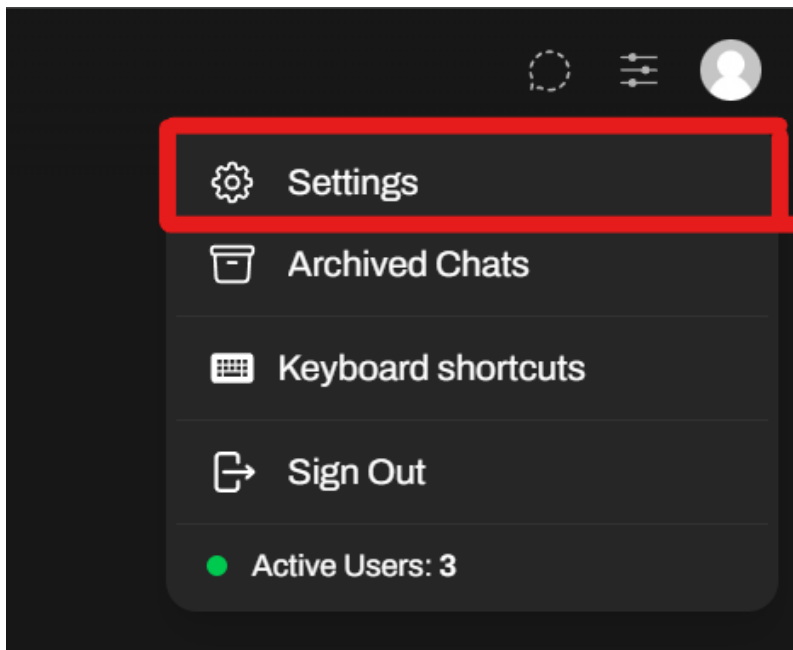 Settings
Archived Chats
Keyboard shortcuts
Sign Out
Active Users: 3